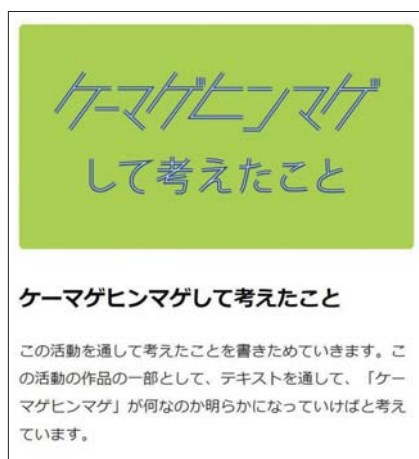 ケーマゲヒンマゲ
して考えたこと
ケーマゲヒンマゲして考えたこと
この活動を通して考えたことを書きためていきます。こ
の活動の作品の一部として、テキストを通して、「ケー
マゲヒンマゲ」が何なのか明らかになっていけばと考え
ています。